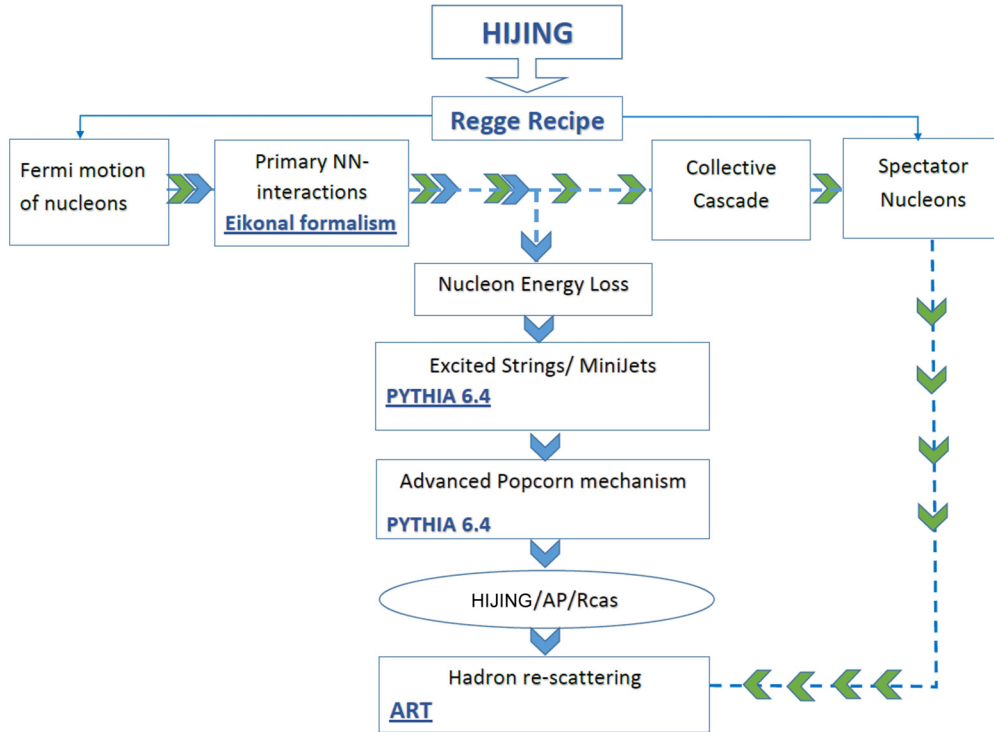 HIJING
Regge Recipe
Fermi motion
of nucleons
Primary NN-
interactions
Eikonal formalism
Collective
Cascade
Spectator
Nucleons
Nucleon Energy Loss
Excited Strings/ MiniJets
PYTHIA 6.4
Advanced Popcorn mechanism
PYTHIA 6.4
HIJING/AP/Rcas
Hadron re-scattering
ART